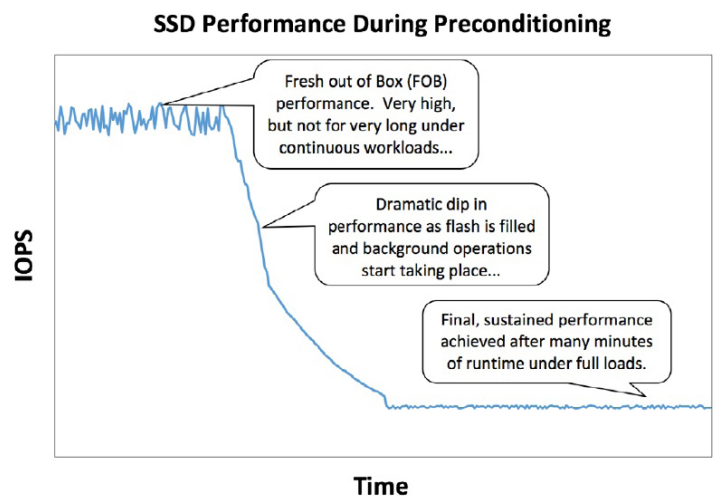 SSD Performance During Preconditioning
Fresh out of Box (FOB)
performance.  Very high,
but not for very long under
continuous workloads...
Dramatic dip in
performance as flash is filled
and background operations
start taking place...
IOPS
Final, sustained performance
achieved after many minutes
of runtime under full loads.
Time